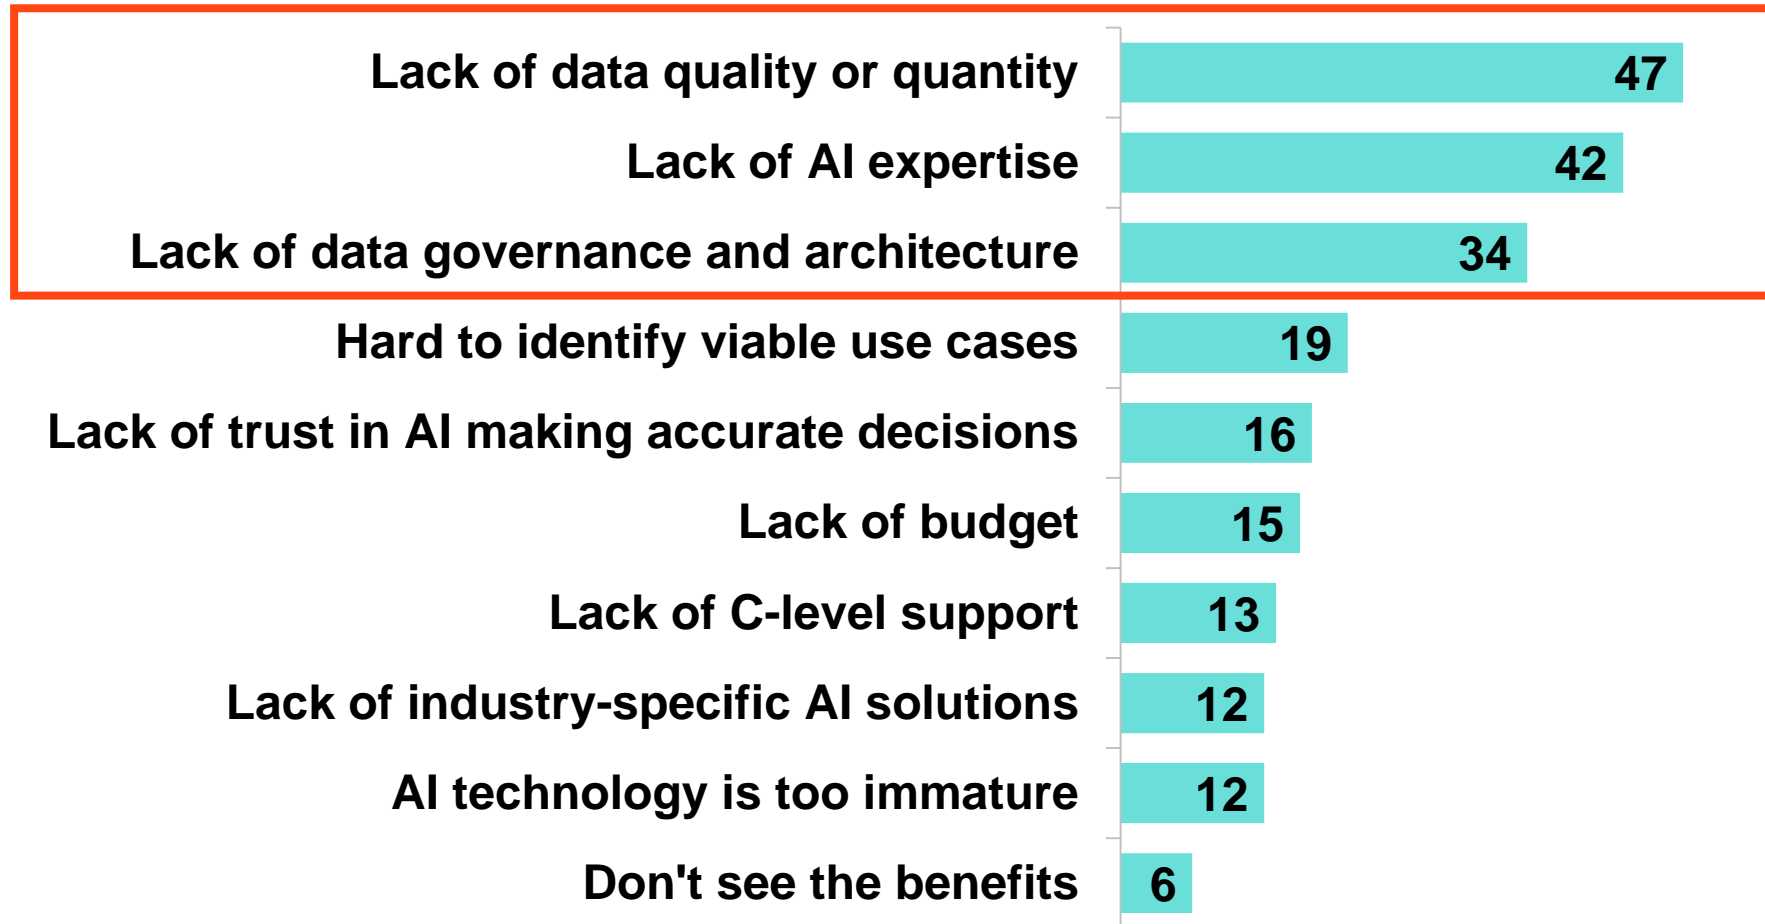 Lack of data quality or quantity 47
Lack of AI expertise 42
Lack of data governance and architecture 34
Hard to identify viable use cases 19
Lack of trust in AI making accurate decisions 16
Lack of budget 15
Lack of C-level support 13
Lack of industry-specific AI solutions 12
AI technology is too immature 12
Don't see the benefits 6